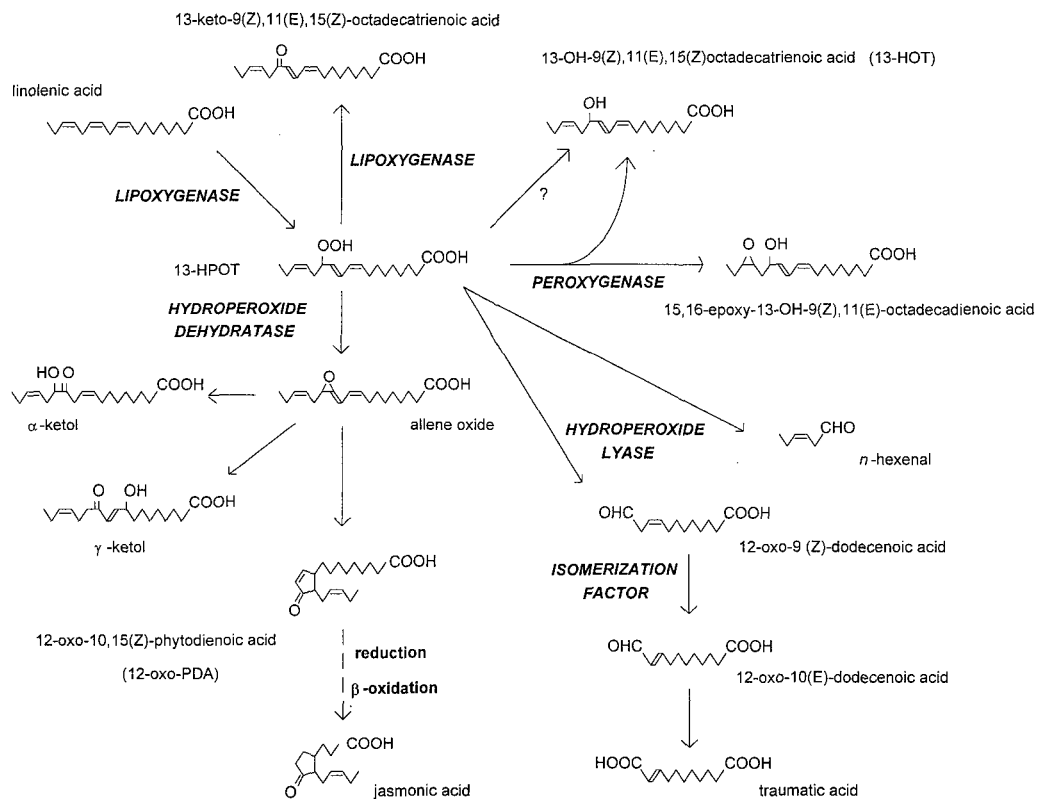 13-keto-9(Z),11(E),15(Z)-octadecatrienoic acid
O
COOH
13-OH-9(Z),11(E),15(Z)octadecatrienoic acid (13-HOT)
linolenic acid
COOH
OH
COOH
LIPOXYGENASE
LIPOXYGENASE
?
OOH
COOH
13-HPOT
PEROXYGENASE
O OH
COOH
15,16-epoxy-13-OH-9(Z),11(E)-octadecadienoic acid
HYDROPEROXIDE
DEHYDRATASE
HO O
COOH
α-ketol
O
COOH
allene oxide
HYDROPEROXIDE
LYASE
CHO
n-hexenal
O OH
COOH
γ-ketol
OHC
COOH
12-oxo-9 (Z)-dodecenoic acid
COOH
O
12-oxo-10,15(Z)-phytodienoic acid
(12-oxo-PDA)
ISOMERIZATION
FACTOR
reduction
β-oxidation
OHC
COOH
12-oxo-10(E)-dodecenoic acid
COOH
O
jasmonic acid
HOOC
COOH
traumatic acid